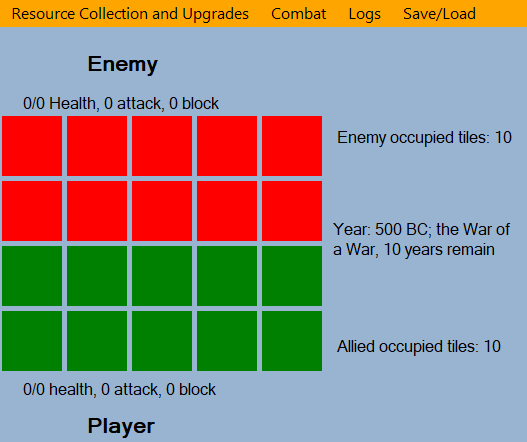 Resource Collection and Upgrades Combat Logs Save/Load
Enemy
0/0 Health, 0 attack, 0 block
Enemy occupied tiles: 10
Year: 500 BC; the War of
a War, 10 years remain
Allied occupied tiles: 10
0/0 health, 0 attack, 0 block
Player